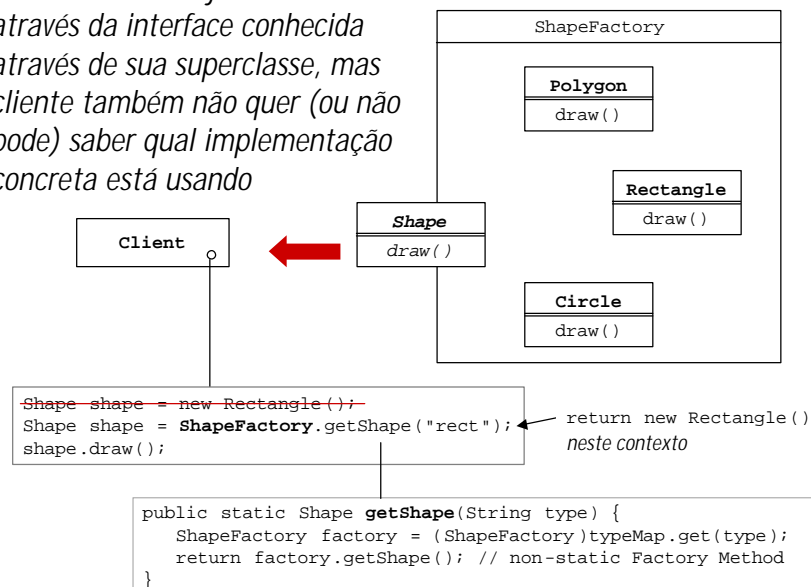 através da interface conhecida
através de sua superclasse, mas
cliente também não quer (ou não
pode) saber qual implementação
concreta está usando
ShapeFactory
Polygon
draw()
Rectangle
draw()
Shape
draw()
Client
Circle
draw()
Shape shape = new Rectangle();
Shape shape = ShapeFactory.getShape("rect");
shape.draw();
return new Rectangle()
neste contexto
public static Shape getShape(String type) {
ShapeFactory factory = (ShapeFactory)typeMap.get(type);
return factory.getShape(); // non-static Factory Method
}